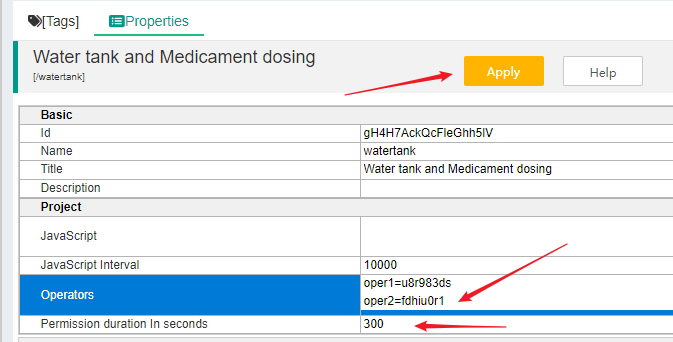 [Tags]
Properties
Water tank and Medicament dosing
[/watertank]
Apply
Help
Basic
Id
gH4H7AckQcFleGhh5IV
Name
watertank
Title
Water tank and Medicament dosing
Description
Project
JavaScript
JavaScript Interval
10000
Operators
oper1=u8r983ds
oper2=fdhiu0r1
Permission duration In seconds
300